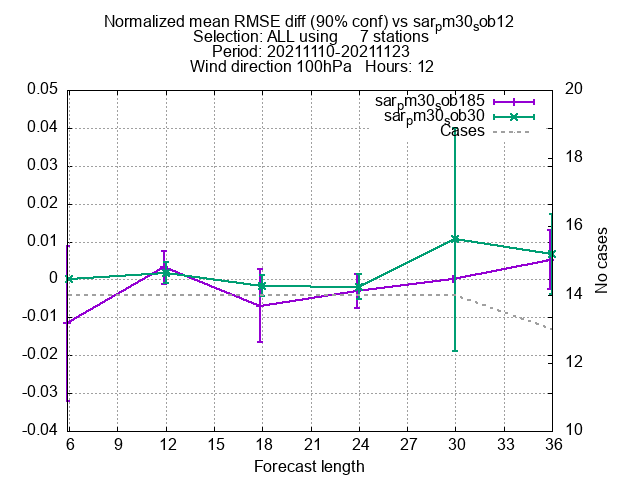 Normalized mean RMSE diff (90% conf) vs sarpm30sob12
Selection: ALL using 7 stations
Period: 20211110-20211123
Wind direction 100hPa Hours: 12
0.05
0.04
0.03
0.02
0.01
0
-0.01
-0.02
-0.03
-0.04
20
18
16
14
12
10
sarpm30sob185
sarpm30sob30
Cases
No cases
6 9 12 15 18 21 24 27 30 33 36
Forecast length